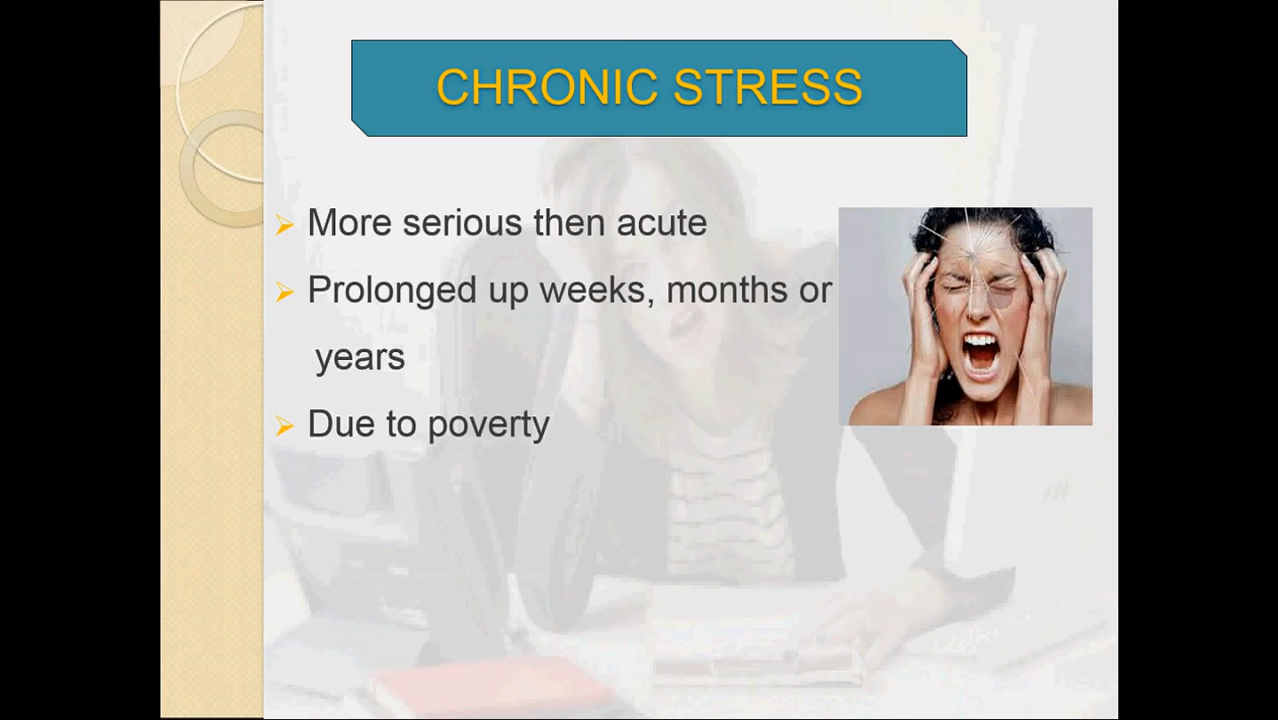 CHRONIC STRESS
More serious then acute
Prolonged up weeks, months or
years
Due to poverty